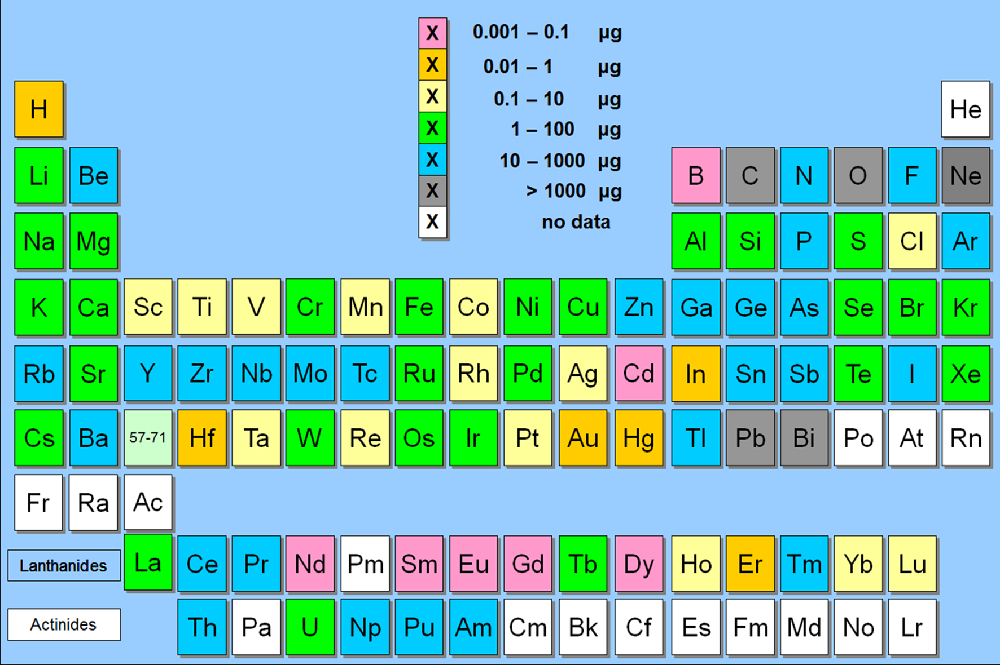 X 0.001 – 0.1 µg
X 0.01 – 1 µg
X 0.1 – 10 µg
X 1 – 100 µg
X 10 – 1000 µg
X > 1000 µg
X no data
H He
Li Be B C N O F Ne
Na Mg Al Si P S Cl Ar
K Ca Sc Ti V Cr Mn Fe Co Ni Cu Zn Ga Ge As Se Br Kr
Rb Sr Y Zr Nb Mo Tc Ru Rh Pd Ag Cd In Sn Sb Te I Xe
Cs Ba 57-71 Hf Ta W Re Os Ir Pt Au Hg Tl Pb Bi Po At Rn
Fr Ra Ac
Lanthanides La Ce Pr Nd Pm Sm Eu Gd Tb Dy Ho Er Tm Yb Lu
Actinides Th Pa U Np Pu Am Cm Bk Cf Es Fm Md No Lr